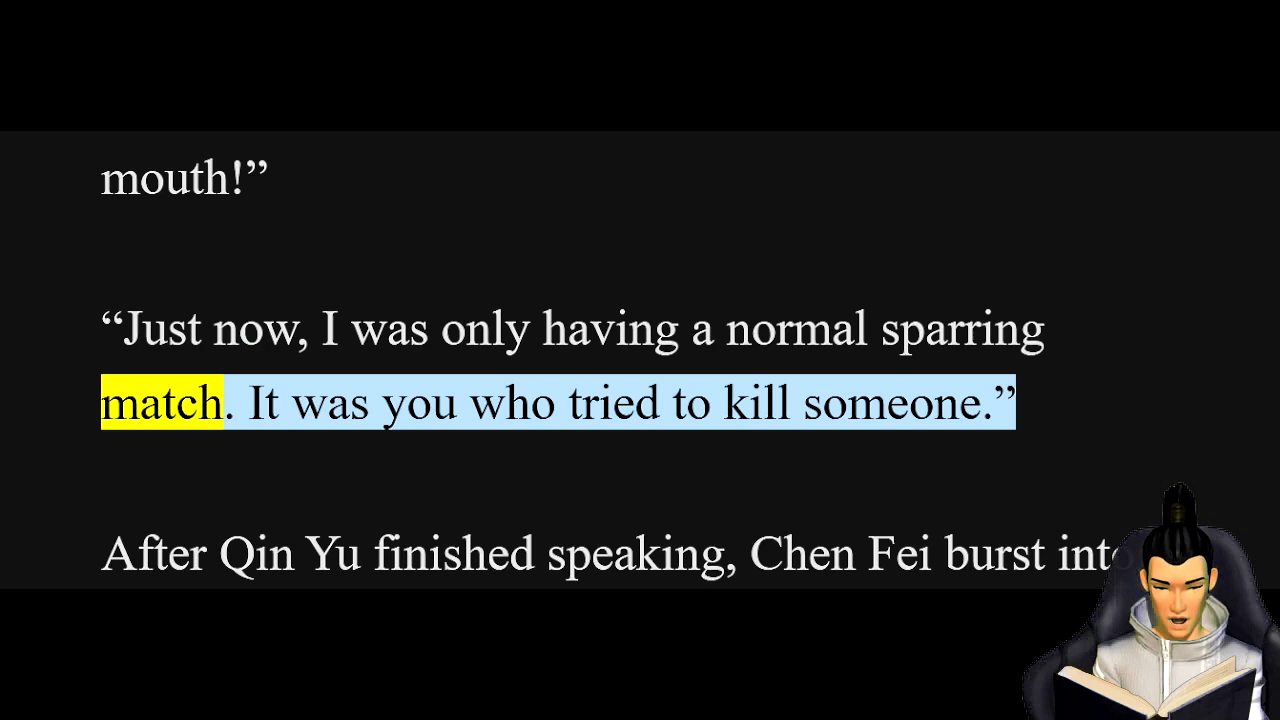 mouth!”
“Just now, I was only having a normal sparring
match. It was you who tried to kill someone.”
After Qin Yu finished speaking, Chen Fei burst into